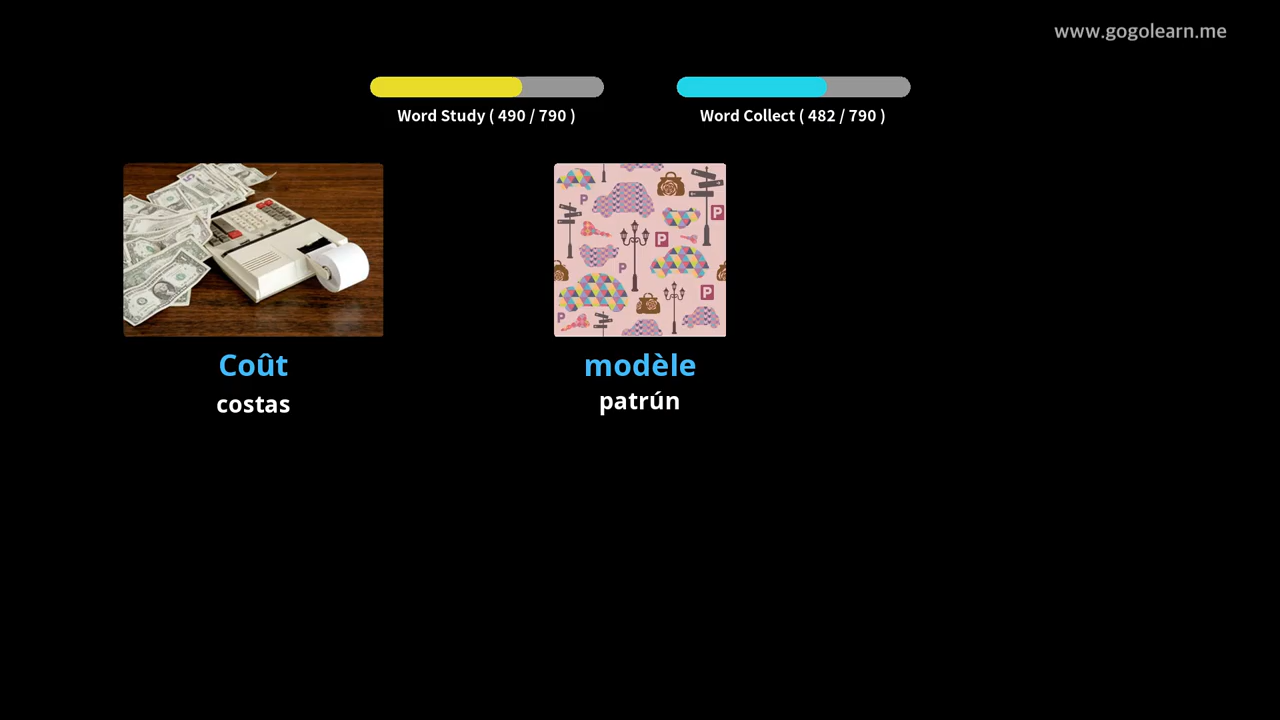 www.gogolearn.me
Word Study ( 490 / 790 )
Word Collect ( 482 / 790 )
P
P
P
P
P
P
Coût
modèle
costas
patrún